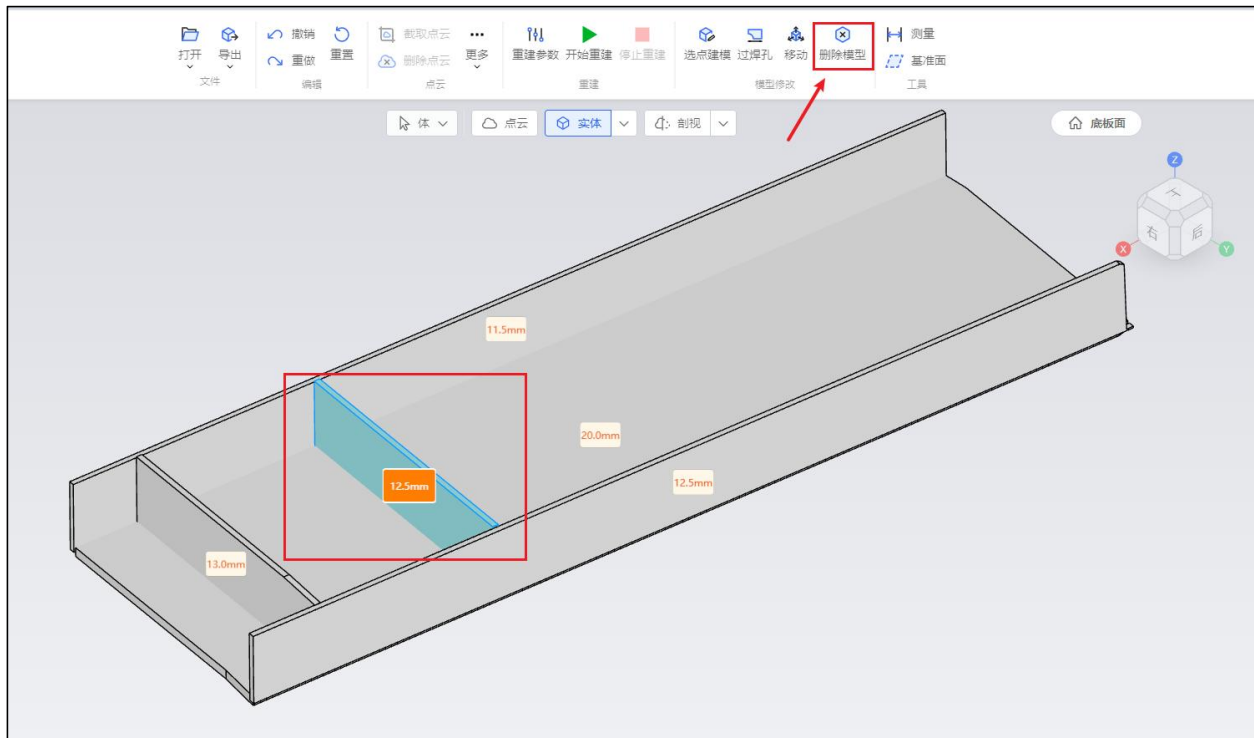 打开
导出
文件
撤销
重做
重置
编辑
截取点云
删除点云
更多
点云
重建参数
开始重建
停止重建
重建
选点建模
过焊孔
移动
删除模型
模型修改
测量
基准面
工具
体
点云
实体
剖视
底板面
Z
上
右
后
X
Y
11.5mm
20.0mm
12.5mm
12.5mm
13.0mm